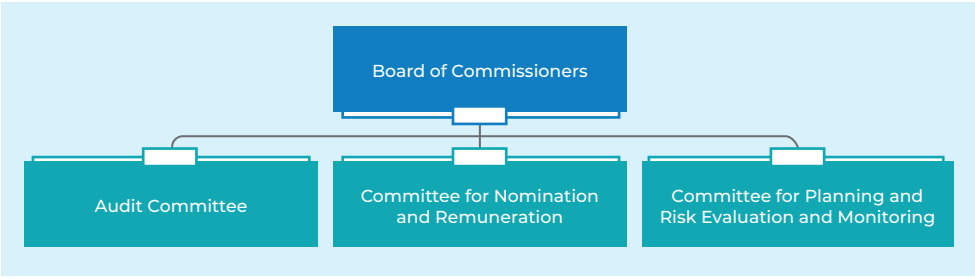 Board of Commissioners
Audit Committee
Committee for Nomination
and Remuneration
Committee for Planning and
Risk Evaluation and Monitoring